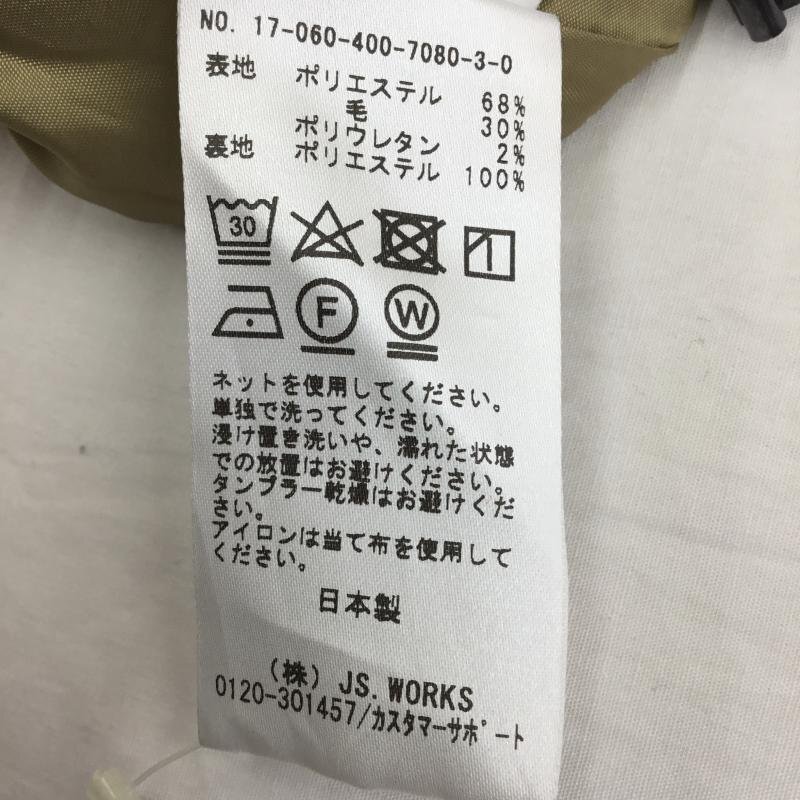 NO. 17-060-400-7080-3-0
表地 ポリエステル 68%
毛 30%
ポリウレタン 2%
裏地 ポリエステル 100%
30
F W
ネットを使用してください。
単独で洗ってください。
浸け置き洗いや、濡れた状態
での放置はお避けください。
タンブラー乾燥はお避けくだ
さい。
アイロンは当て布を使用して
ください。
日本製
(株) JS. WORKS
0120-301457/カスタマーサポート